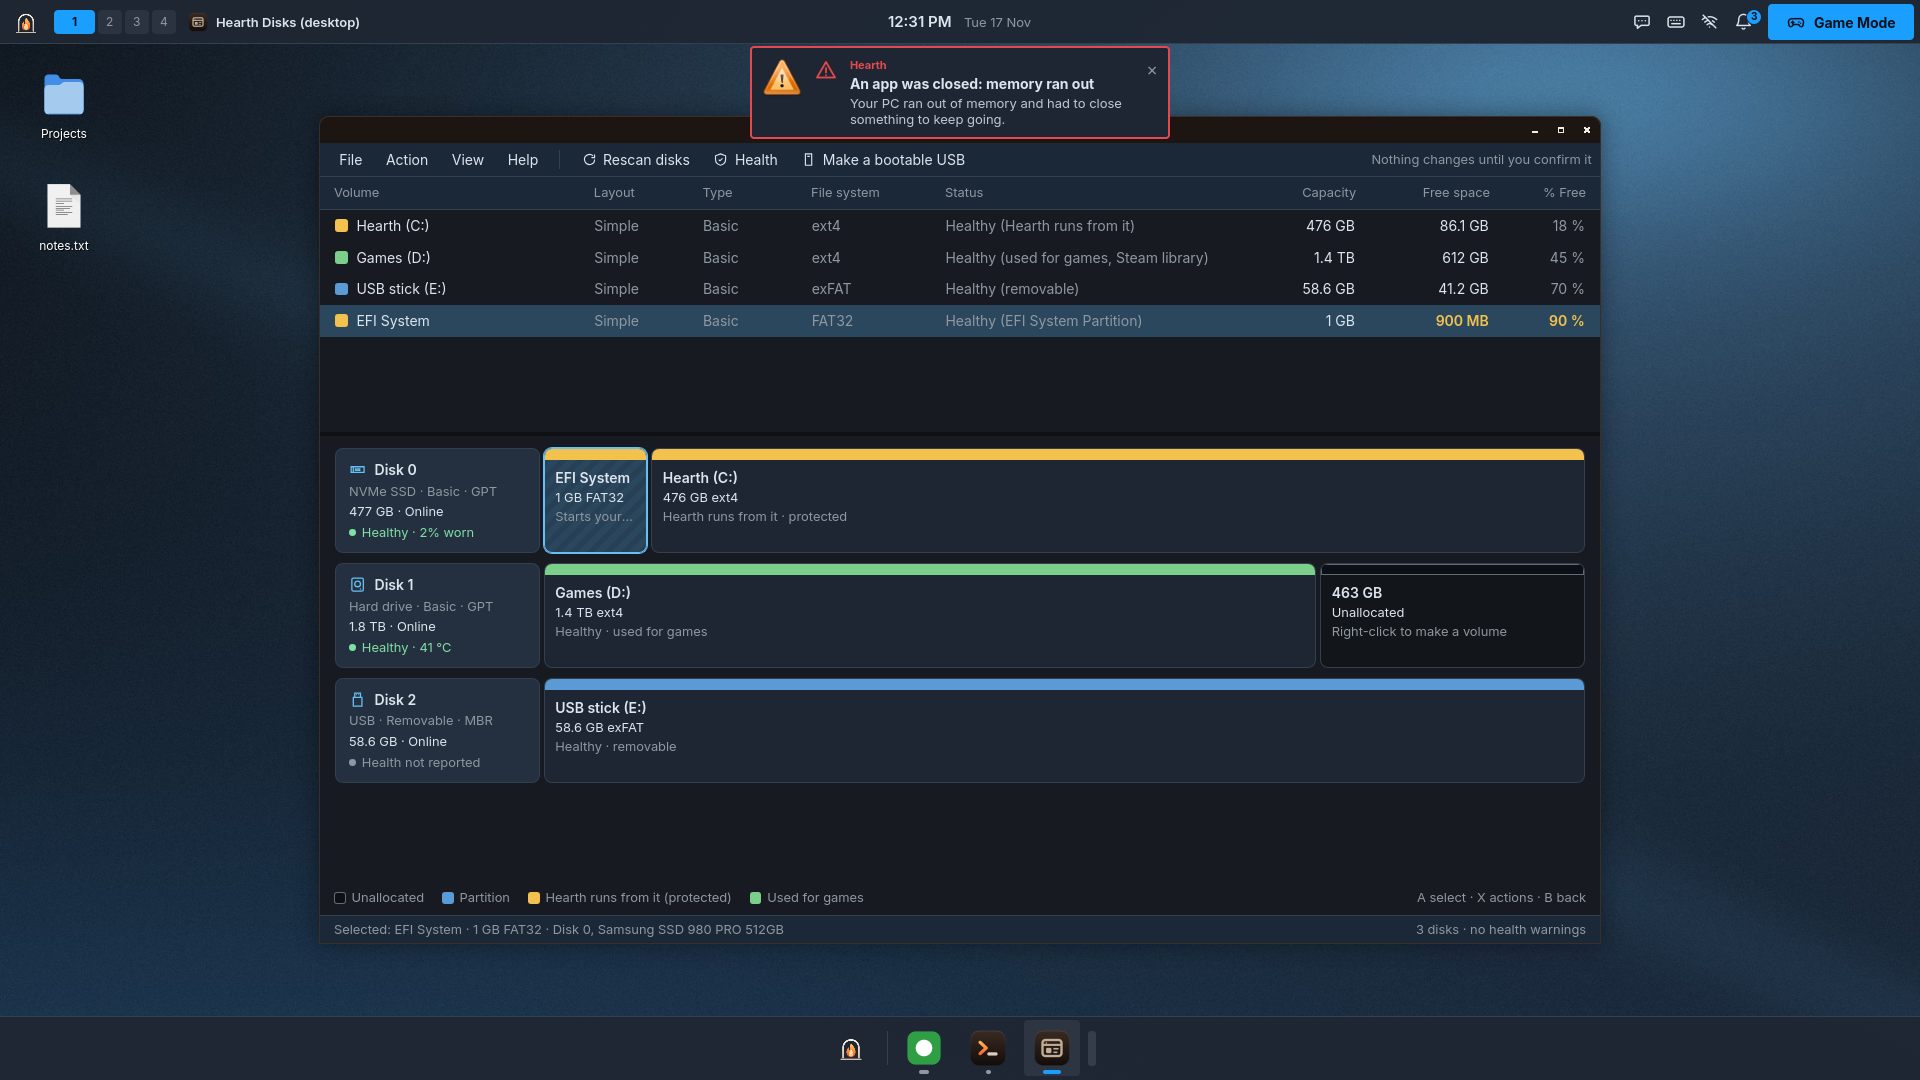 1 2 3 4 Hearth Disks (desktop) 12:31 PM Tue 17 Nov 3 Game Mode
Projects
notes.txt
Hearth
An app was closed: memory ran out
Your PC ran out of memory and had to close
something to keep going.
File Action View Help Rescan disks Health Make a bootable USB Nothing changes until you confirm it
Volume Layout Type File system Status Capacity Free space % Free
Hearth (C:) Simple Basic ext4 Healthy (Hearth runs from it) 476 GB 86.1 GB 18 %
Games (D:) Simple Basic ext4 Healthy (used for games, Steam library) 1.4 TB 612 GB 45 %
USB stick (E:) Simple Basic exFAT Healthy (removable) 58.6 GB 41.2 GB 70 %
EFI System Simple Basic FAT32 Healthy (EFI System Partition) 1 GB 900 MB 90 %
Disk 0
NVMe SSD · Basic · GPT
477 GB · Online
Healthy · 2% worn
EFI System
1 GB FAT32
Starts your...
Hearth (C:)
476 GB ext4
Hearth runs from it · protected
Disk 1
Hard drive · Basic · GPT
1.8 TB · Online
Healthy · 41 °C
Games (D:)
1.4 TB ext4
Healthy · used for games
463 GB
Unallocated
Right-click to make a volume
Disk 2
USB · Removable · MBR
58.6 GB · Online
Health not reported
USB stick (E:)
58.6 GB exFAT
Healthy · removable
Unallocated Partition Hearth runs from it (protected) Used for games A select · X actions · B back
Selected: EFI System · 1 GB FAT32 · Disk 0, Samsung SSD 980 PRO 512GB 3 disks · no health warnings